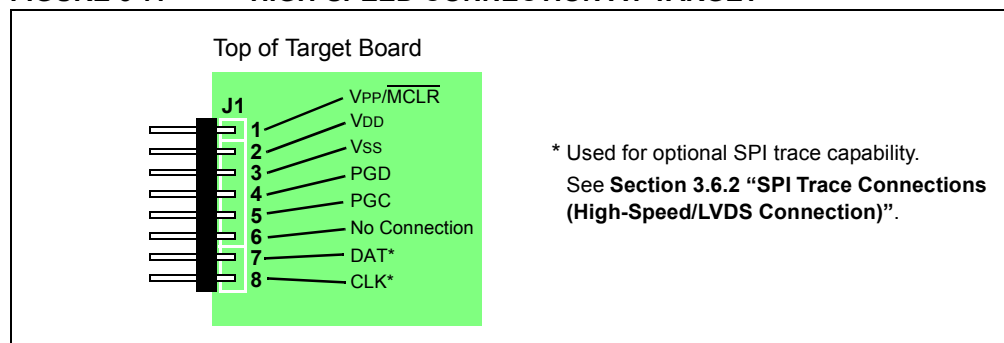 FIGURE HIGH-SPEED CONNECTION AT TARGET
Top of Target Board
J1
1 VPP/MCLR
2 VDD
3 VSS
4 PGD
5 PGC
6 No Connection
7 DAT*
8 CLK*
* Used for optional SPI trace capability.
See Section 3.6.2 “SPI Trace Connections
(High-Speed/LVDS Connection)”.